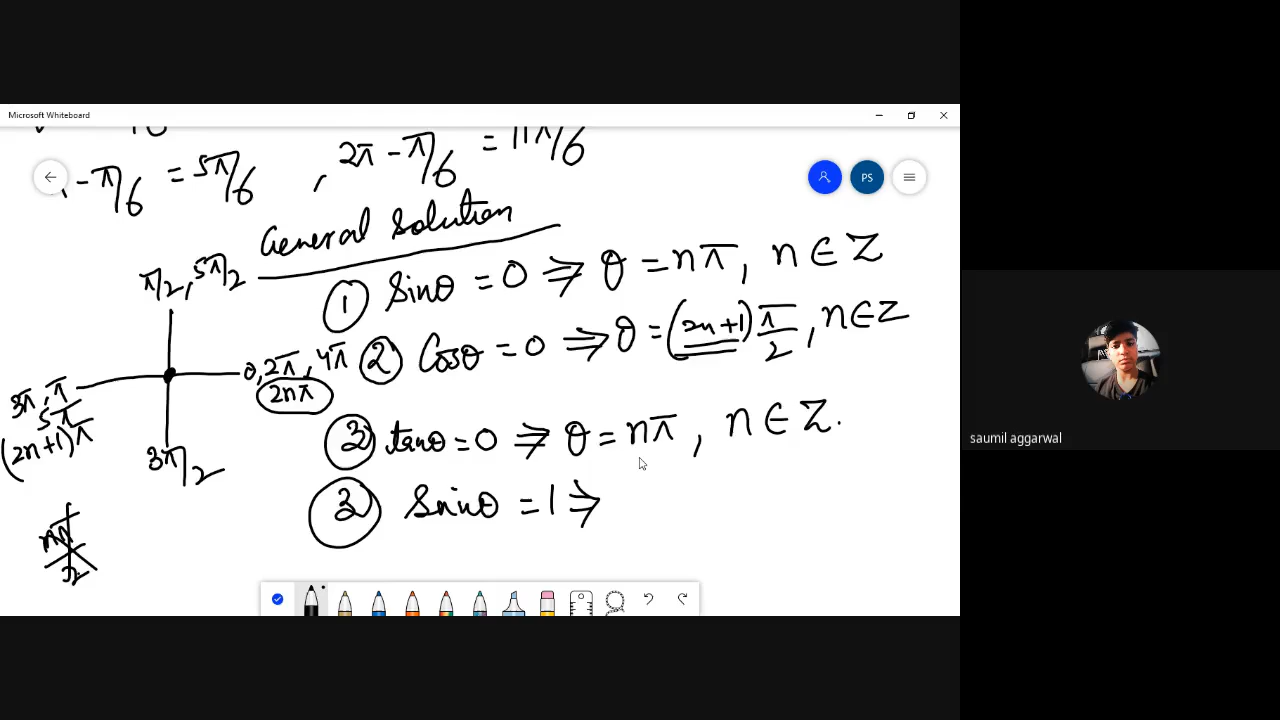 Microsoft Whiteboard
- π/6 = 5π/6 , 2π - π/6 = 11π/6
PS
General Solution
π/2, 5π/2
① Sinθ = 0 ⇒ θ = nπ, n ∈ Z
② Cosθ = 0 ⇒ θ = (2n+1) π/2, n ∈ Z
0, 2π, 4π
2nπ
3π, π
5π
(2n+1)π
3π/2
③ tanθ = 0 ⇒ θ = nπ, n ∈ Z.
③ Sinθ = 1 ⇒
saumil aggarwal